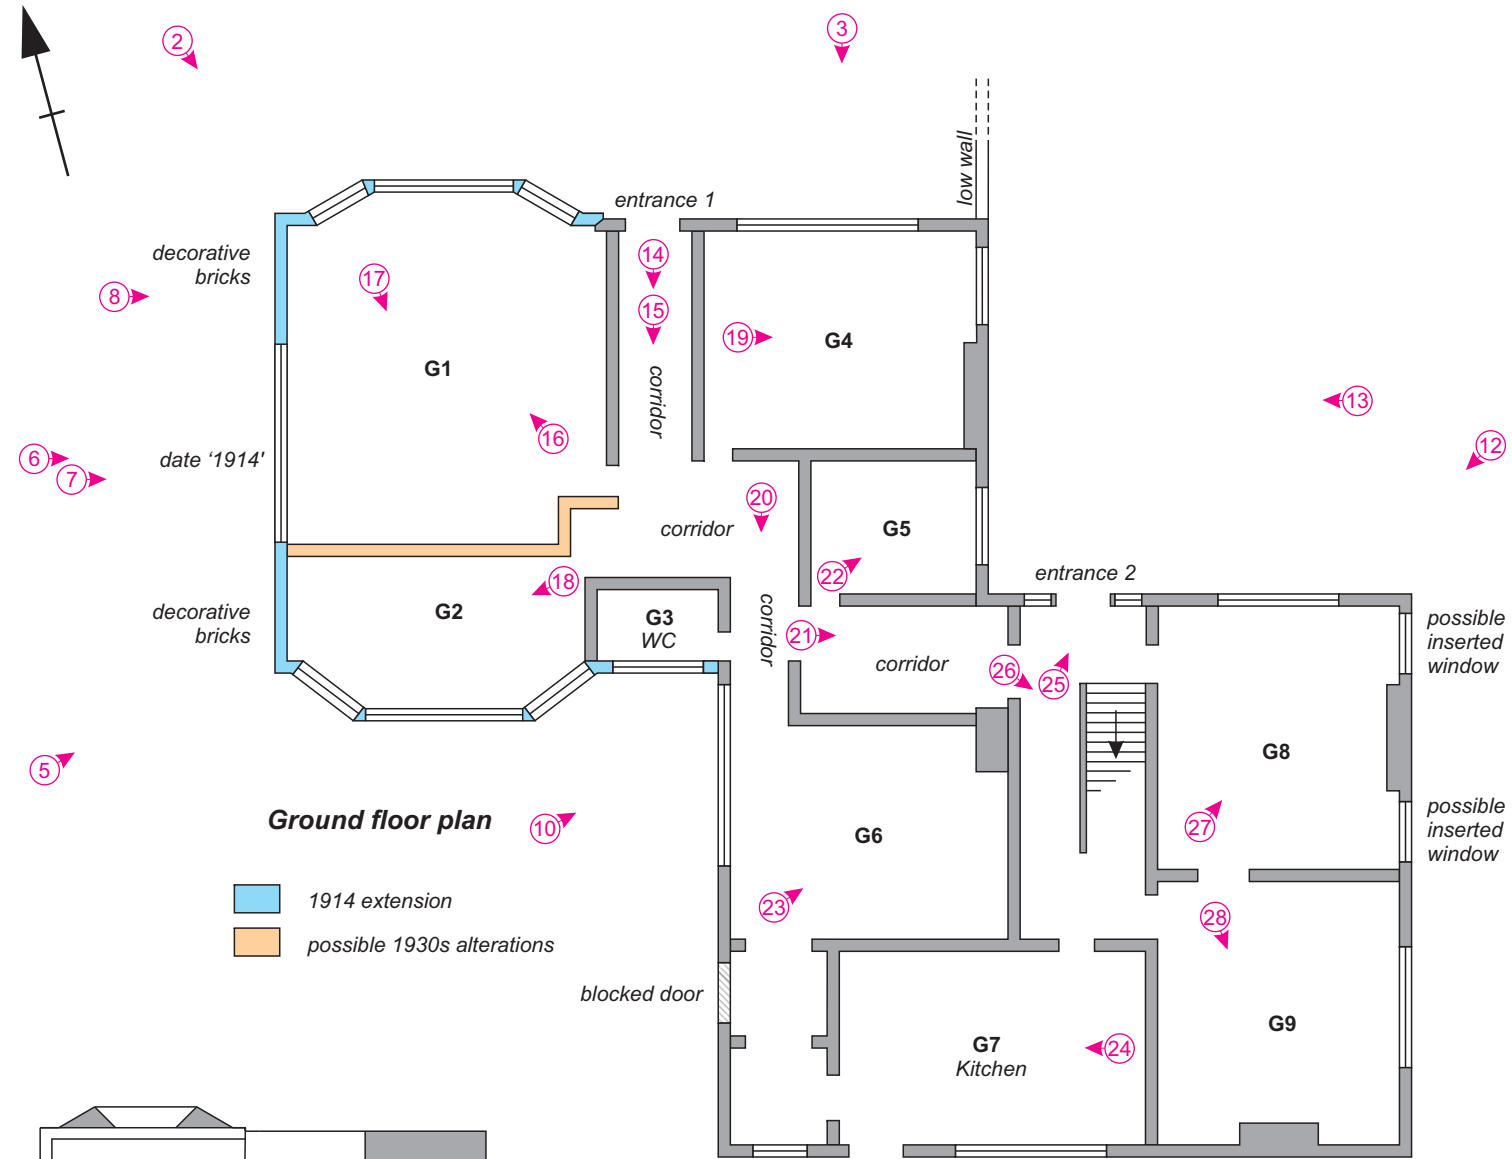 2
3
low wall
entrance 1
decorative
bricks
14
17
8
15
19
G4
G1
corridor
13
16
12
6
date ‘1914’
7
20
corridor
G5
22
18
entrance 2
decorative
bricks
G2
G3
WC
corridor
21
corridor
possible
inserted
window
26
25
5
G8
Ground floor plan
10
G6
27
possible
inserted
window
1914 extension
23
28
possible 1930s alterations
blocked door
G9
G7
Kitchen
24